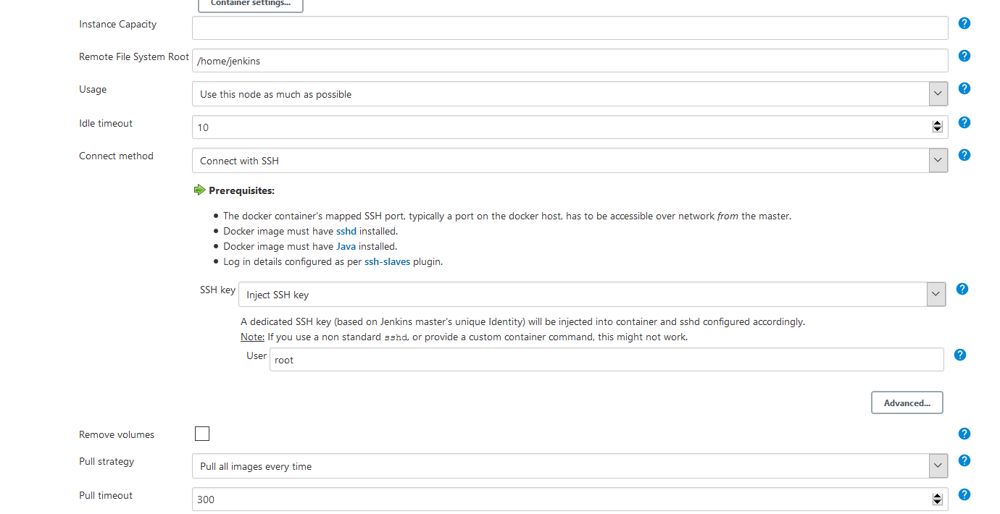 Container settings...
Instance Capacity
Remote File System Root /home/jenkins
Usage Use this node as much as possible
Idle timeout 10
Connect method Connect with SSH
Prerequisites:
The docker container's mapped SSH port, typically a port on the docker host, has to be accessible over network from the master.
Docker image must have sshd installed.
Docker image must have Java installed.
Log in details configured as per ssh-slaves plugin.
SSH key Inject SSH key
A dedicated SSH key (based on Jenkins master's unique Identity) will be injected into container and sshd configured accordingly.
Note: If you use a non standard sshd, or provide a custom container command, this might not work.
User root
Advanced...
Remove volumes
Pull strategy Pull all images every time
Pull timeout 300